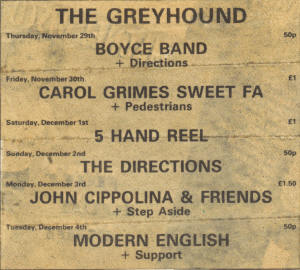 THE GREYHOUND
Thursday, November 29th 50p
BOYCE BAND
+ Directions
Friday, November 30th £1
CAROL GRIMES SWEET FA
+ Pedestrians
Saturday, December 1st £1
5 HAND REEL
Sunday, December 2nd 50p
THE DIRECTIONS
Monday, December 3rd £1.50
JOHN CIPPOLINA & FRIENDS
+ Step Aside
Tuesday, December 4th 50p
MODERN ENGLISH
+ Support